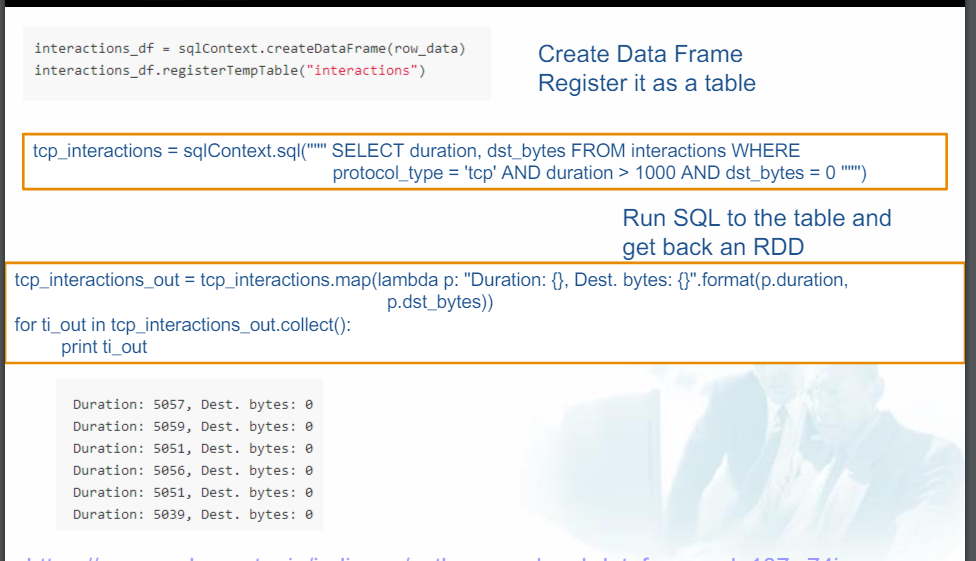 interactions_df = sqlContext.createDataFrame(row_data)
interactions_df.registerTempTable("interactions")
Create Data Frame
Register it as a table
tcp_interactions = sqlContext.sql(""" SELECT duration, dst_bytes FROM interactions WHERE
protocol_type = 'tcp' AND duration > 1000 AND dst_bytes = 0 """)
Run SQL to the table and
get back an RDD
tcp_interactions_out = tcp_interactions.map(lambda p: "Duration: {}, Dest. bytes: {}".format(p.duration,
p.dst_bytes))
for ti_out in tcp_interactions_out.collect():
print ti_out
Duration: 5057, Dest. bytes: 0
Duration: 5059, Dest. bytes: 0
Duration: 5051, Dest. bytes: 0
Duration: 5056, Dest. bytes: 0
Duration: 5051, Dest. bytes: 0
Duration: 5039, Dest. bytes: 0